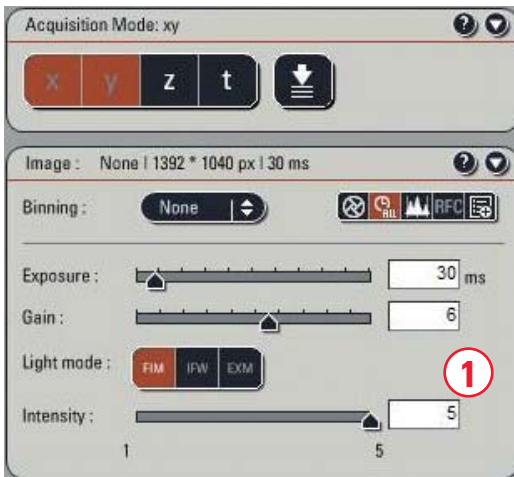 Acquisition Mode: xy
x y z t
Image : None | 1392 * 1040 px | 30 ms
Binning : None RFC
Exposure : 30 ms
Gain : 6
Light mode : FIM IFW EXM
1
Intensity : 5
1 5